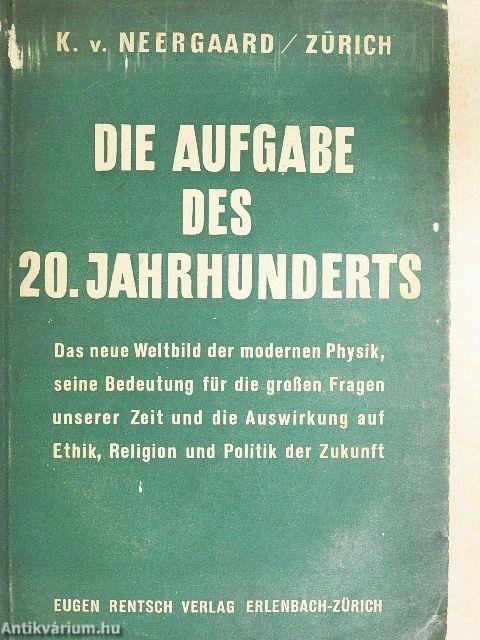 K. v. NEERGAARD / ZÜRICH
DIE AUFGABE
DES
20. JAHRHUNDERTS
Das neue Weltbild der modernen Physik,
seine Bedeutung für die großen Fragen
unserer Zeit und die Auswirkung auf
Ethik, Religion und Politik der Zukunft
EUGEN RENTSCH VERLAG ERLENBACH-ZÜRICH
Antikvárium.hu